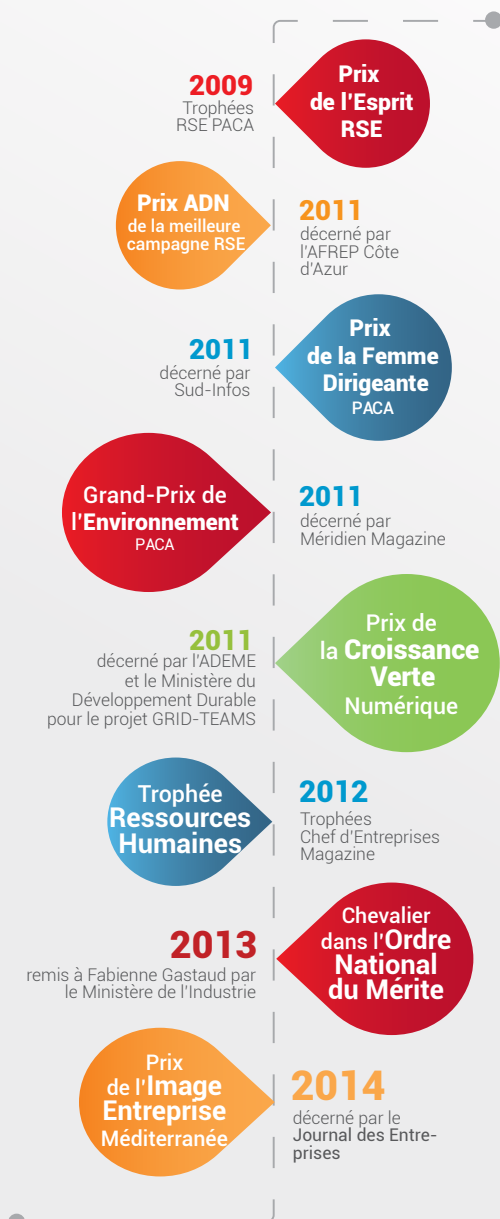 2009
Trophées
RSE PACA
Prix
de l'Esprit
RSE
Prix ADN
de la meilleure
campagne RSE
2011
décerné par
l'AFREP Côte
d'Azur
2011
décerné par
Sud-Infos
Prix
de la Femme
Dirigeante
PACA
Grand-Prix de
l'Environnement
PACA
2011
décerné par
Méridien Magazine
2011
décerné par l'ADEME
et le Ministère du
Développement Durable
pour le projet GRID-TEAMS
Prix de
la Croissance
Verte
Numérique
Trophée
Ressources
Humaines
2012
Trophées
Chef d'Entreprises
Magazine
2013
remis à Fabienne Gastaud par
le Ministère de l'Industrie
Chevalier
dans l'Ordre
National
du Mérite
Prix
de l'Image
Entreprise
Méditerranée
2014
décerné par le
Journal des Entre-
prises